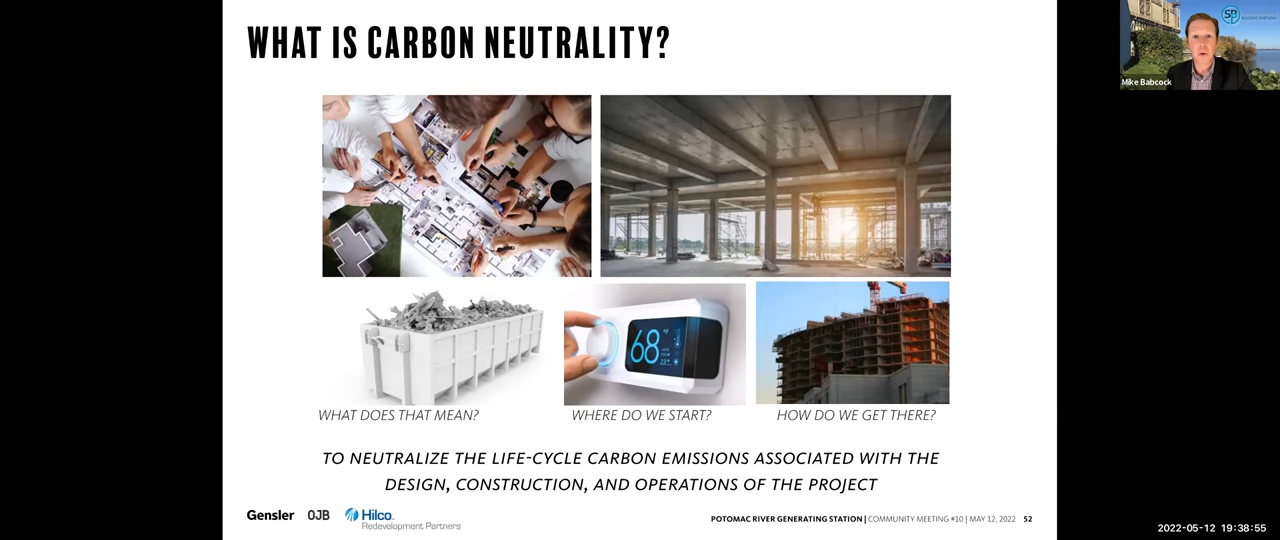 WHAT IS CARBON NEUTRALITY?
Mike Babcock
68
°F
WHAT DOES THAT MEAN?
WHERE DO WE START?
HOW DO WE GET THERE?
TO NEUTRALIZE THE LIFE-CYCLE CARBON EMISSIONS ASSOCIATED WITH THE
DESIGN, CONSTRUCTION, AND OPERATIONS OF THE PROJECT
Gensler
OJB
Hilco
Redevelopment Partners
POTOMAC RIVER GENERATING STATION | COMMUNITY MEETING #10 | MAY 12, 2022 52
2022-05-12 19:38:55